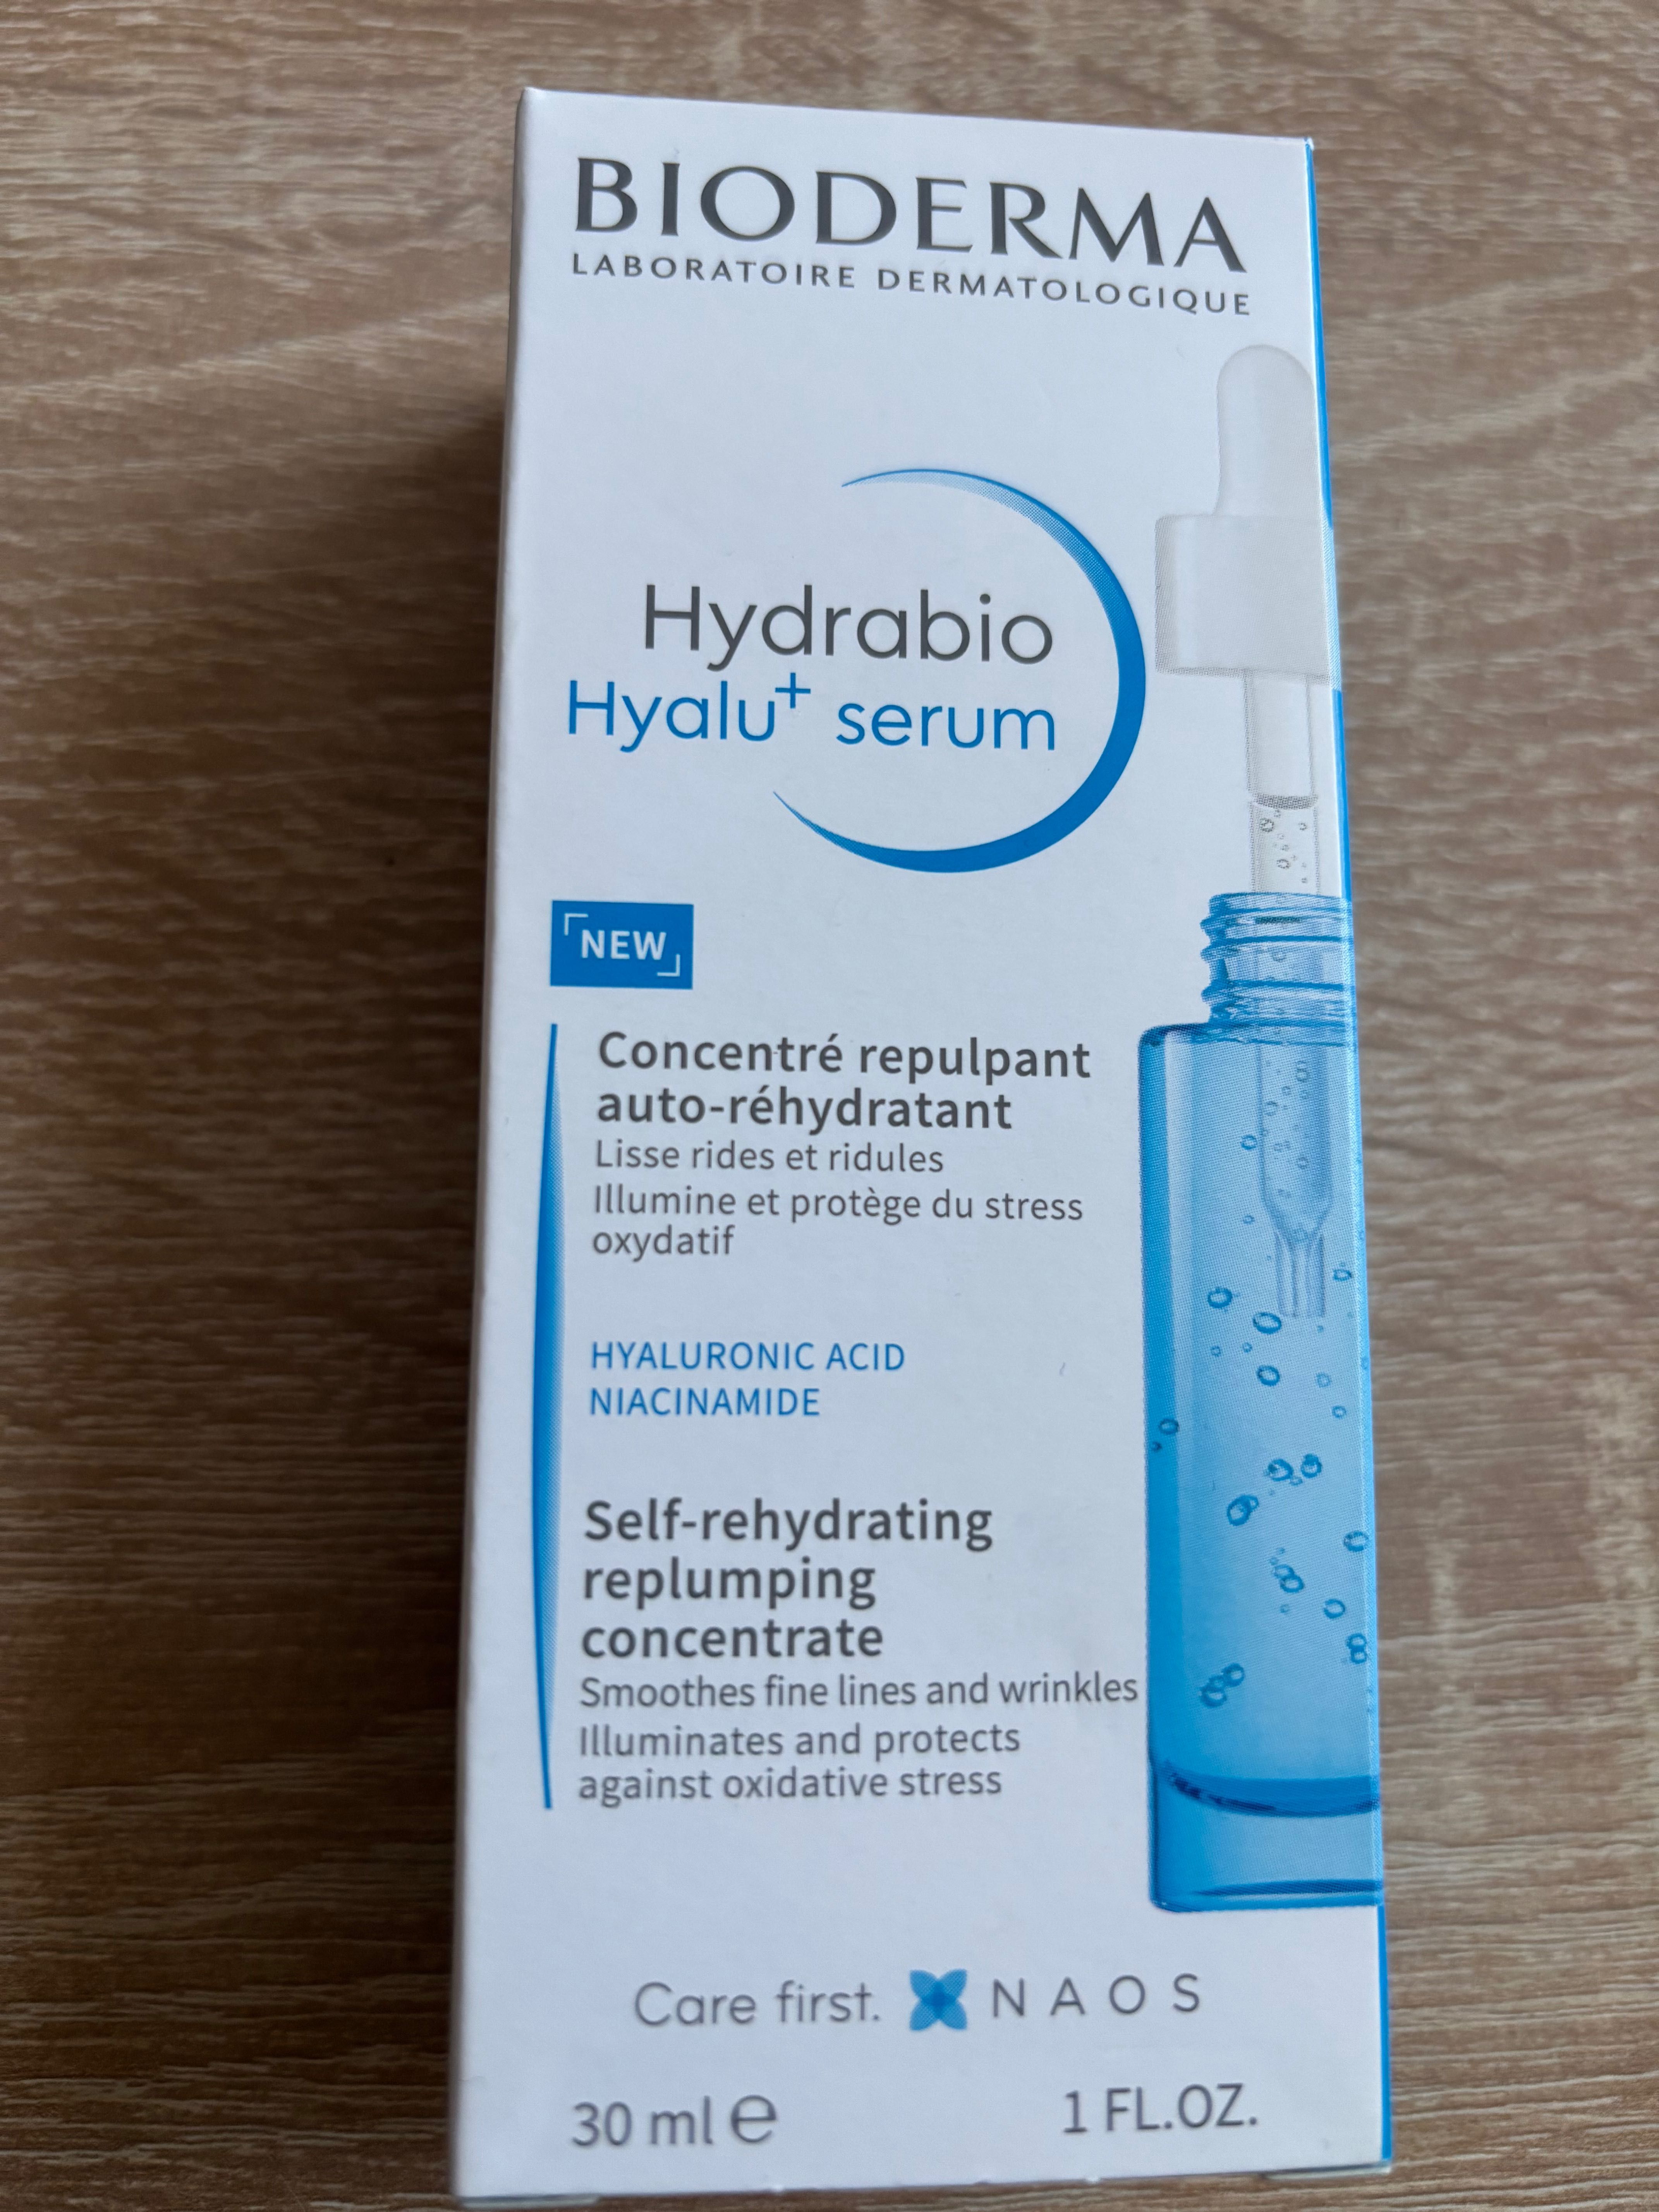 BIODERMA
LABORATOIRE DERMATOLOGIQUE
Hydrabio
Hyalu+ serum
NEW
Concentré repulpant
auto-réhydratant
Lisse rides et ridules
Illumine et protège du stress
oxydatif
HYALURONIC ACID
NIACINAMIDE
Self-rehydrating
replumping
concentrate
Smoothes fine lines and wrinkles
Illuminates and protects
against oxidative stress
Care first. NAOS
30 ml ℮ 1 FL.OZ.